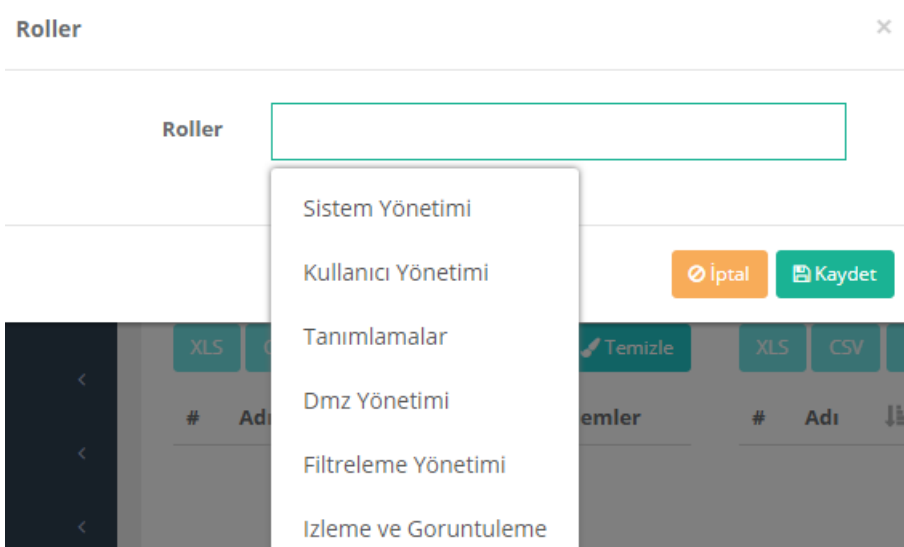 Roller
×
Roller
Sistem Yönetimi
Kullanıcı Yönetimi
Tanımlamalar
Dmz Yönetimi
Filtreleme Yönetimi
Izleme ve Goruntuleme
İptal
Kaydet
XLS
Temizle
XLS
CSV
#
emler
#
Adı